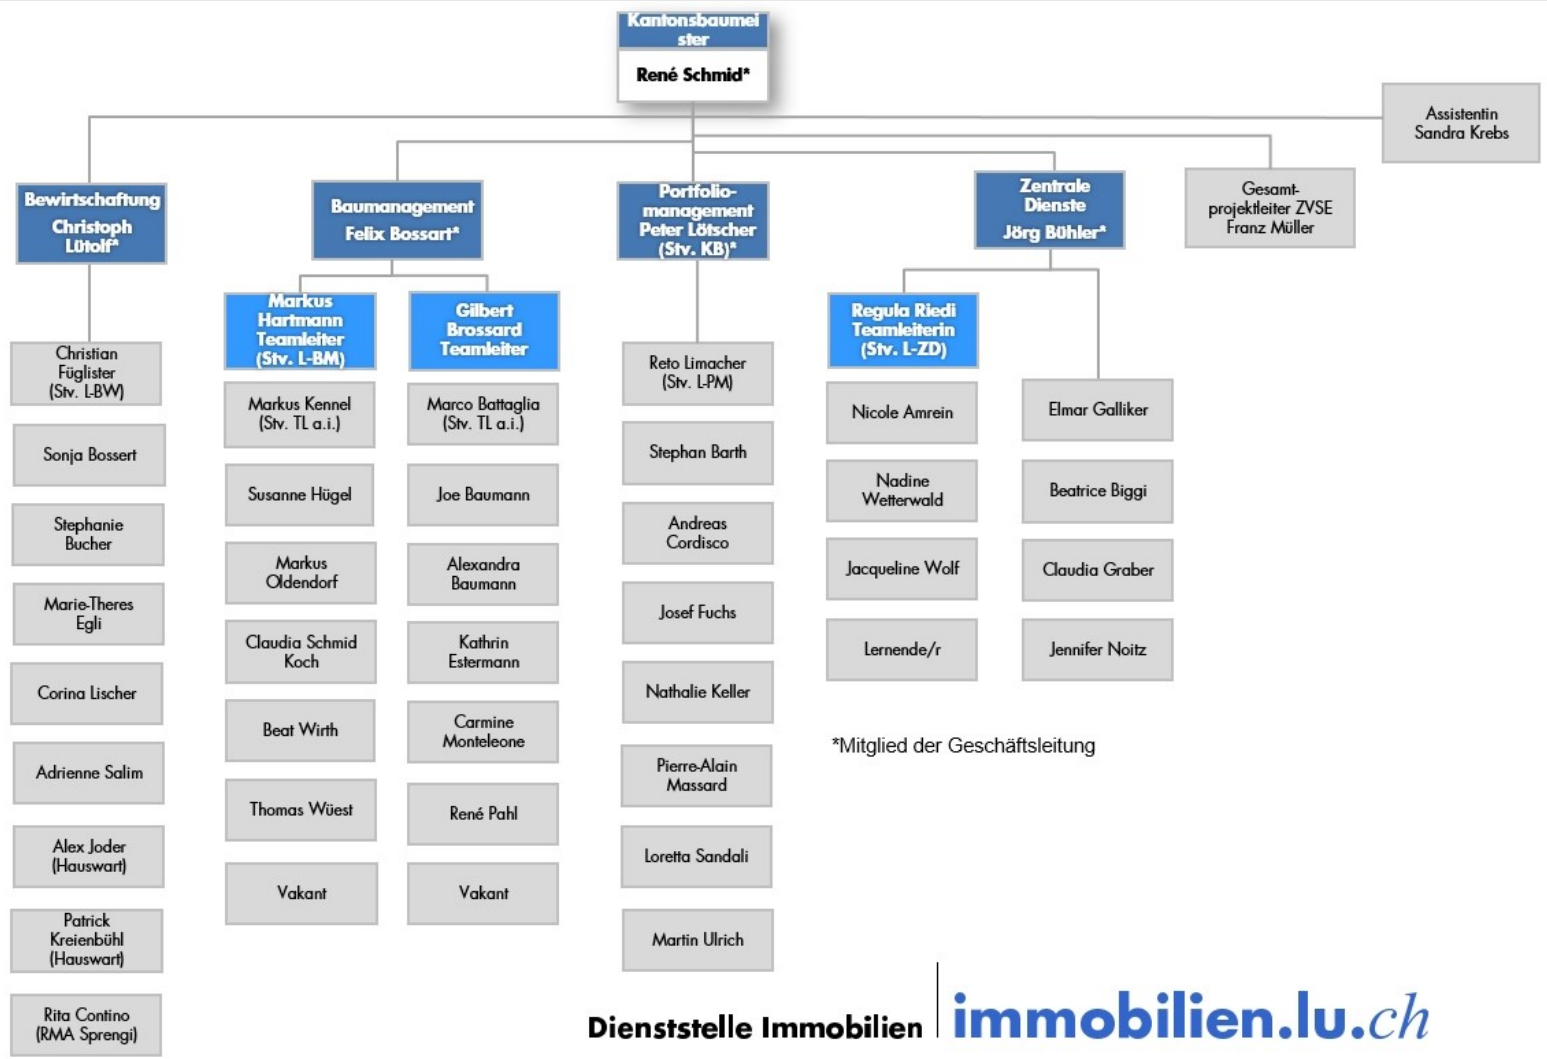 Kantonsbaumei
ster
René Schmid*
Assistentin
Sandra Krebs
Bewirtschaftung
Christoph
Lütolf*
Baumanagement
Felix Bossart*
Portfolio-
management
Peter Lötscher
(Stv. KB)*
Zentrale
Dienste
Jörg Bühler*
Gesamt-
projektleiter ZVSE
Franz Müller
Christian
Füglister
(Stv. L-BW)
Sonja Bossert
Stephanie
Bucher
Marie-Theres
Egli
Corina Lischer
Adrienne Salim
Alex Joder
(Hauswart)
Patrick
Kreienbühl
(Hauswart)
Rita Contino
(RMA Sprengi)
Markus
Hartmann
Teamleiter
(Stv. L-BM)
Markus Kennel
(Stv. TL a.i.)
Susanne Hügel
Markus
Oldendorf
Claudia Schmid
Koch
Beat Wirth
Thomas Wüest
Vakant
Gilbert
Brossard
Teamleiter
Marco Battaglia
(Stv. TL a.i.)
Joe Baumann
Alexandra
Baumann
Kathrin
Estermann
Carmine
Monteleone
René Pahl
Vakant
Reto Limacher
(Stv. L-PM)
Stephan Barth
Andreas
Cordisco
Josef Fuchs
Nathalie Keller
Pierre-Alain
Massard
Loretta Sandali
Martin Ulrich
Regula Riedi
Teamleiterin
(Stv. L-ZD)
Nicole Amrein
Nadine
Wetterwald
Jacqueline Wolf
Lernende/r
Elmar Galliker
Beatrice Biggi
Claudia Graber
Jennifer Noitz
*Mitglied der Geschäftsleitung
Dienststelle Immobilien
immobilien.lu.ch